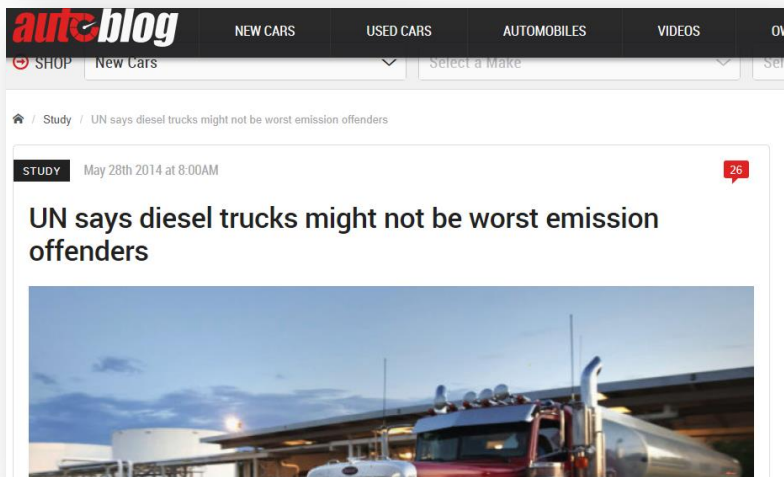 autoblog NEW CARS USED CARS AUTOMOBILES VIDEOS
SHOP New Cars Select a Make
Study / UN says diesel trucks might not be worst emission offenders
STUDY May 28th 2014 at 8:00AM 26
UN says diesel trucks might not be worst emission
offenders